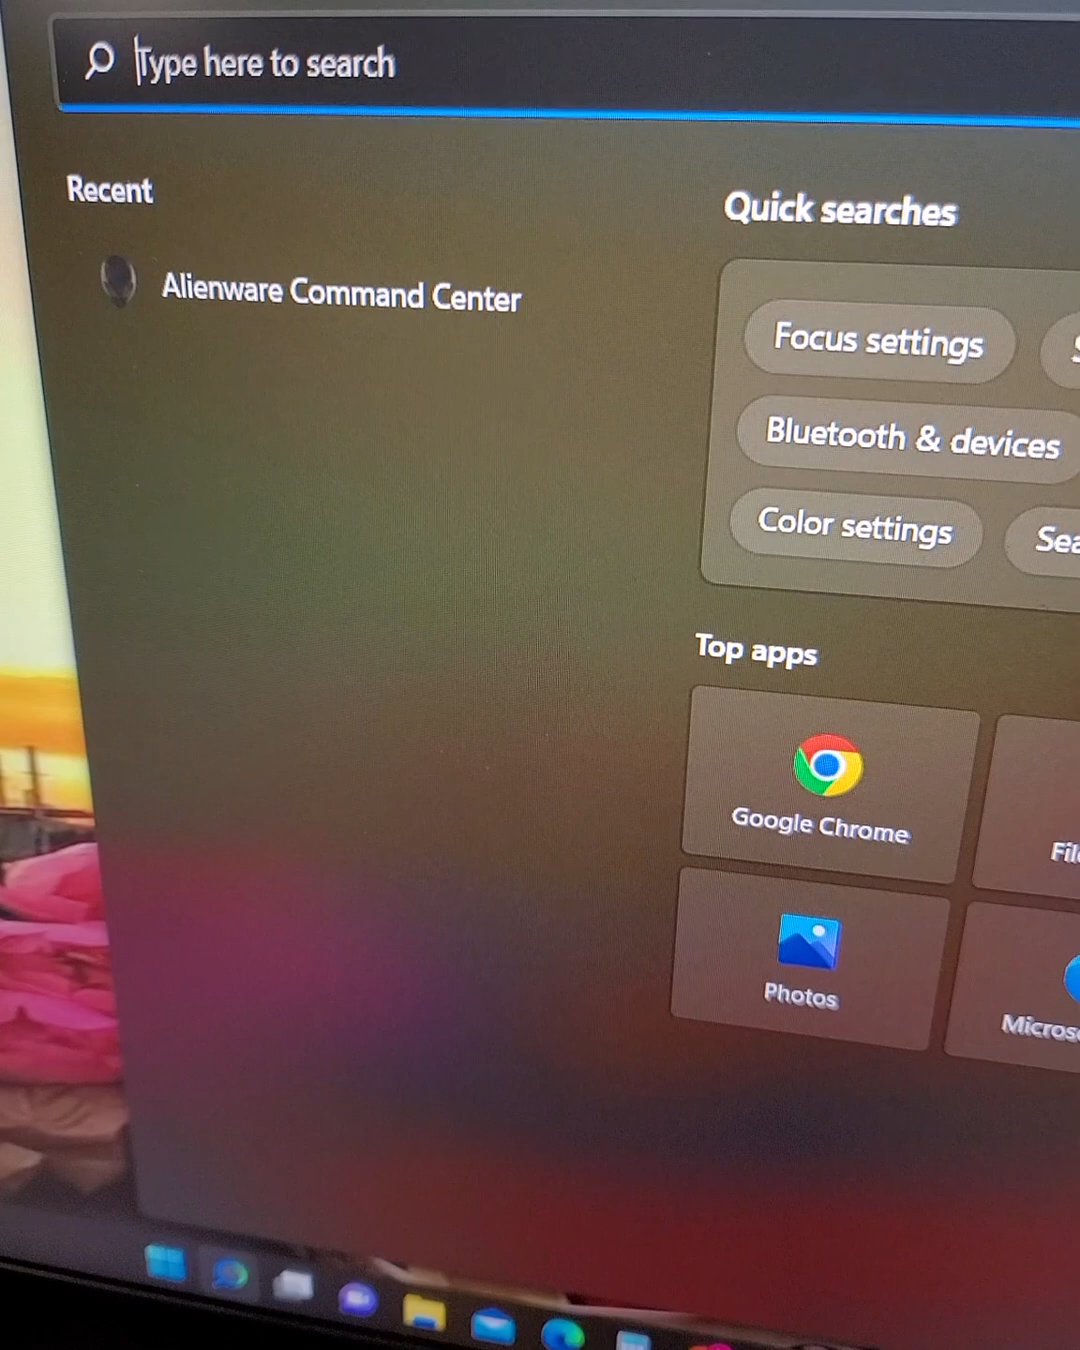 Type here to search
Recent
Alienware Command Center
Quick searches
Focus settings
Bluetooth & devices
Color settings
Top apps
Google Chrome
Photos